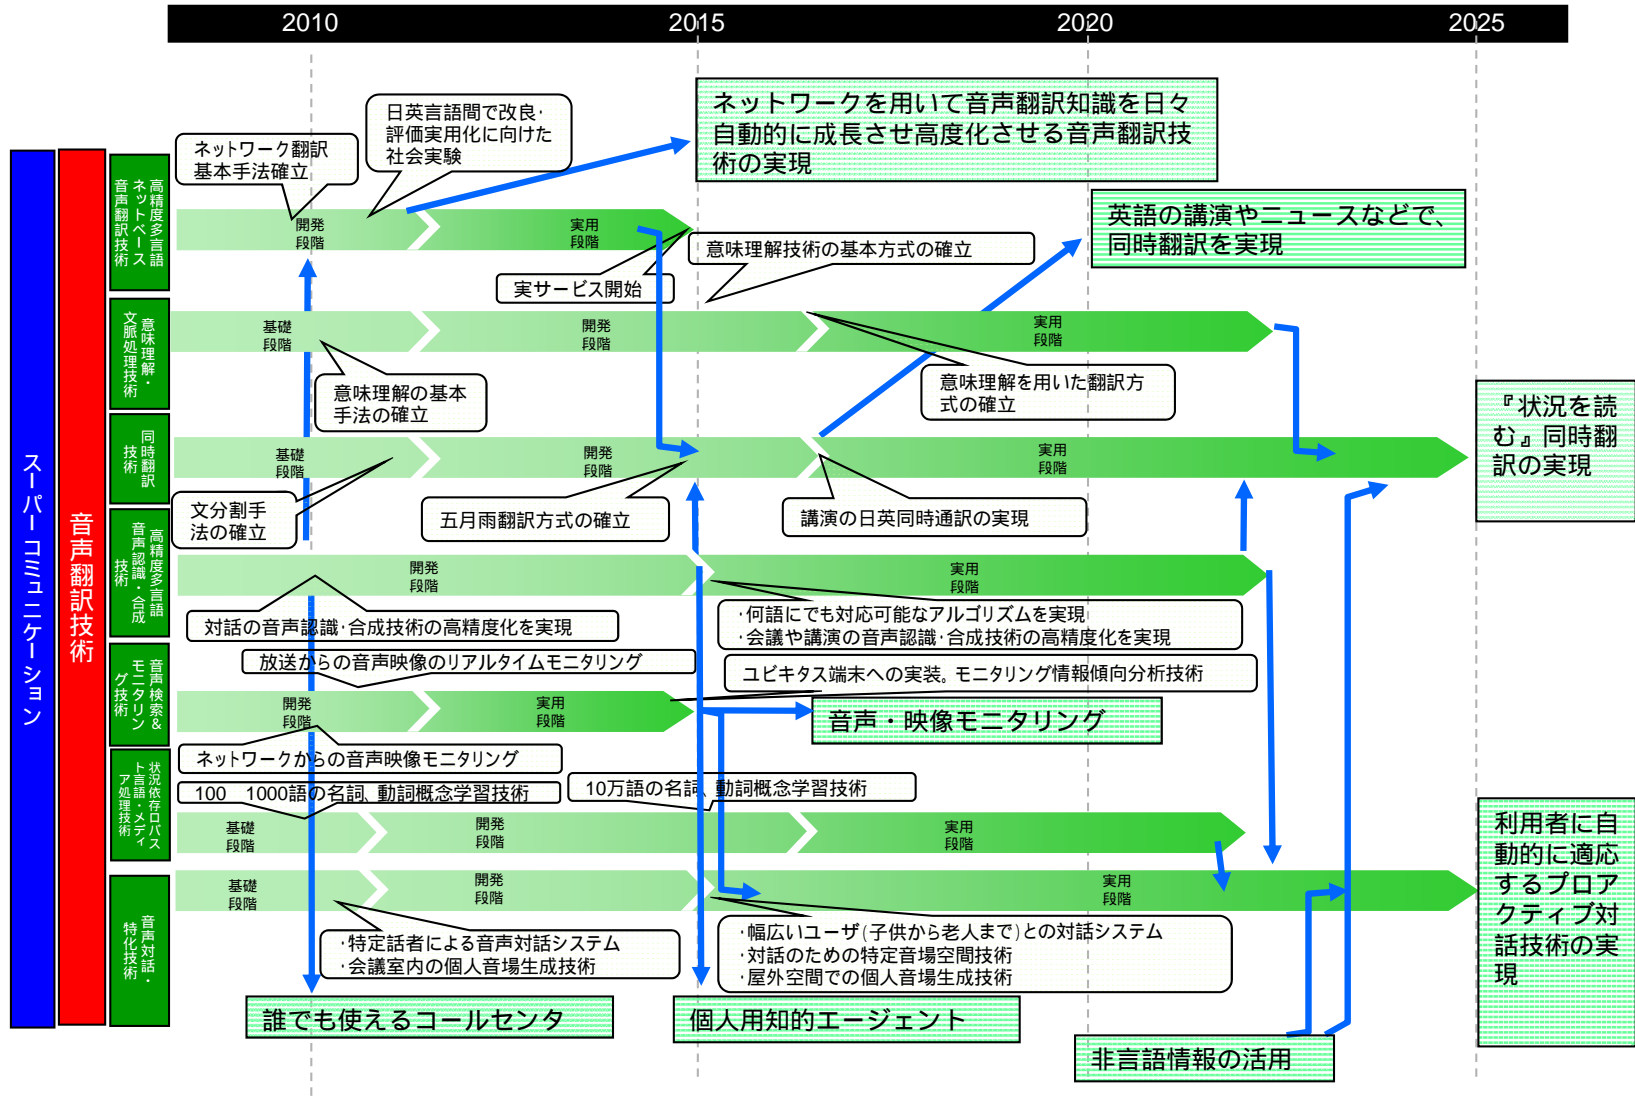 2010
2015
2020
2025
スーパーコミュニケーション
音声翻訳技術
高精度多言語
ネットベース
音声翻訳技術
ネットワーク翻訳
基本手法確立
日英言語間で改良・
評価実用化に向けた
社会実験
ネットワークを用いて音声翻訳知識を日々
自動的に成長させ高度化させる音声翻訳技
術の実現
開発
段階
実用
段階
実サービス開始
意味理解技術の基本方式の確立
英語の講演やニュースなどで、
同時翻訳を実現
意味理解・
文脈処理技術
基礎
段階
開発
段階
実用
段階
意味理解の基本
手法の確立
意味理解を用いた翻訳方
式の確立
同時翻訳
技術
基礎
段階
開発
段階
実用
段階
『状況を読
む』同時翻
訳の実現
文分割手
法の確立
五月雨翻訳方式の確立
講演の日英同時通訳の実現
高精度多言語
音声認識・合成
技術
開発
段階
実用
段階
対話の音声認識・合成技術の高精度化を実現
・何語にでも対応可能なアルゴリズムを実現
・会議や講演の音声認識・合成技術の高精度化を実現
音声検索&
モニタリン
グ技術
放送からの音声映像のリアルタイムモニタリング
ユビキタス端末への実装。モニタリング情報傾向分析技術
開発
段階
実用
段階
音声・映像モニタリング
ネットワークからの音声映像モニタリング
状況依存ロバス
ト言語・メディ
ア処理技術
100　1000語の名詞、動詞概念学習技術
10万語の名詞、動詞概念学習技術
基礎
段階
開発
段階
実用
段階
利用者に自
動的に適応
するプロア
クティブ対
話技術の実
現
音声対話・
特化技術
基礎
段階
開発
段階
実用
段階
・特定話者による音声対話システム
・会議室内の個人音場生成技術
・幅広いユーザ(子供から老人まで)との対話システム
・対話のための特定音場空間技術
・屋外空間での個人音場生成技術
誰でも使えるコールセンタ
個人用知的エージェント
非言語情報の活用